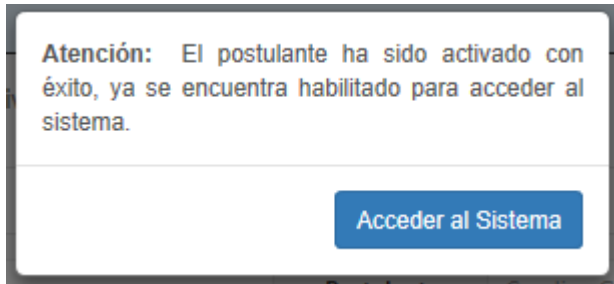 Atención: El postulante ha sido activado con
éxito, ya se encuentra habilitado para acceder al
sistema.
Acceder al Sistema